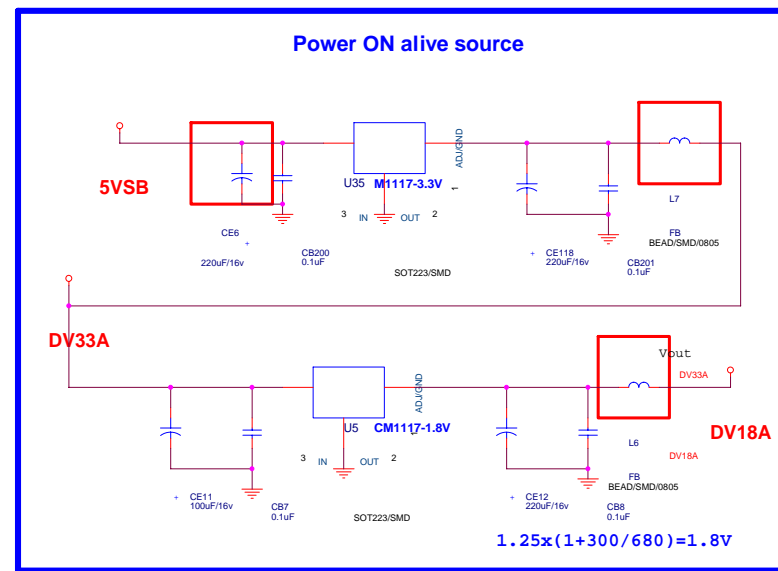 Power ON alive source
5VSB
ADJ/GND
U35
M1117-3.3V
1
3
IN
OUT
2
L7
CE6
+
220uF/16v
CB200
0.1uF
SOT223/SMD
+
CE118
220uF/16v
CB201
0.1uF
FB
BEAD/SMD/0805
DV33A
Vout
DV33A
ADJ/GND
U5
CM1117-1.8V
1
3
IN
OUT
2
L6
DV18A
DV18A
+
CE11
100uF/16v
CB7
0.1uF
SOT223/SMD
+
CE12
220uF/16v
CB8
0.1uF
FB
BEAD/SMD/0805
1.25x(1+300/680)=1.8V